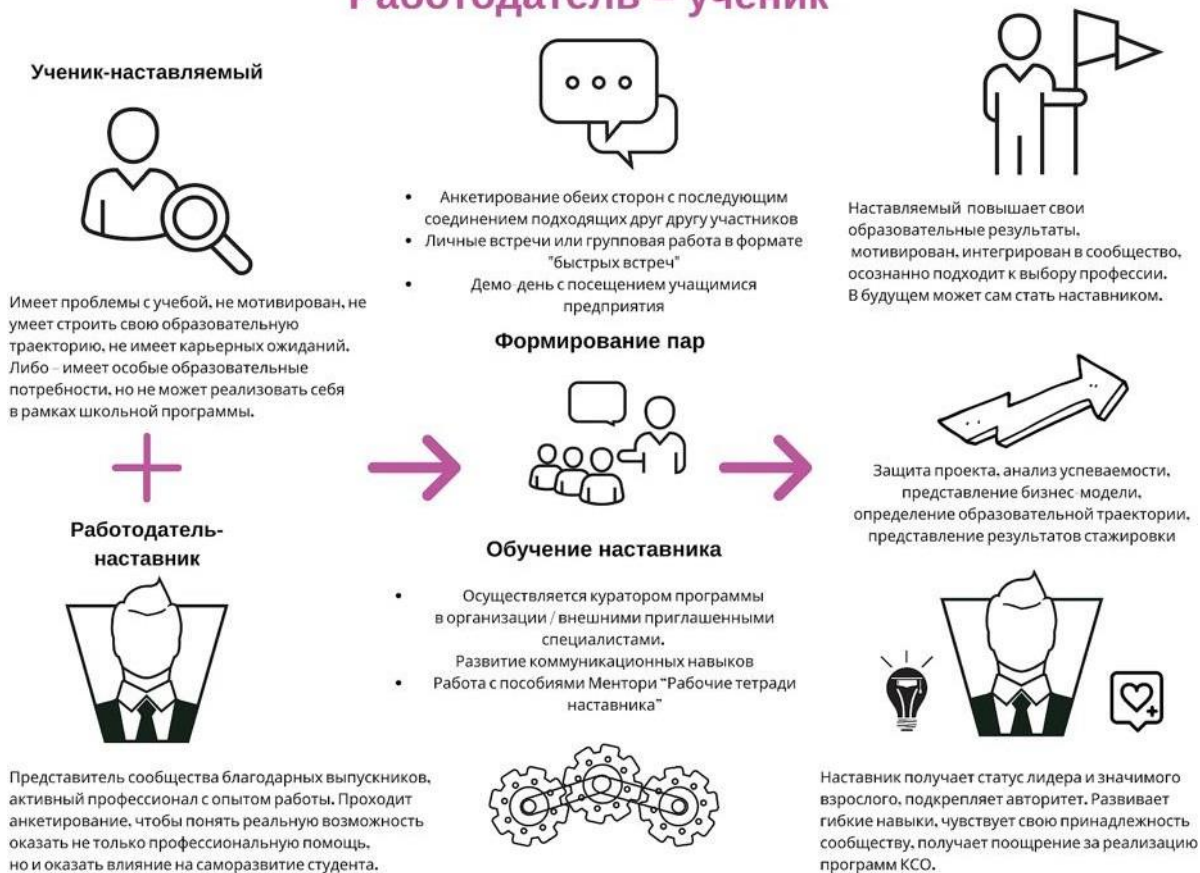 Работодатель – ученик
Ученик-наставляемый
Имеет проблемы с учебой, не мотивирован, не
умеет строить свою образовательную
траекторию, не имеет карьерных ожиданий.
Либо – имеет особые образовательные
потребности, но не может реализовать себя
в рамках школьной программы.
Работодатель-
наставник
Представитель сообщества благодарных выпускников,
активный профессионал с опытом работы. Проходит
анкетирование, чтобы понять реальную возможность
оказать не только профессиональную помощь,
но и оказать влияние на саморазвитие студента.
• Анкетирование обеих сторон с последующим
соединением подходящих друг другу участников
• Личные встречи или групповая работа в формате
"быстрых встреч"
• Демо-день с посещением учащимися
предприятия
Формирование пар
Обучение наставника
• Осуществляется куратором программы
в организации / внешними приглашенными
специалистами.
Развитие коммуникационных навыков
• Работа с пособиями Ментори “Рабочие тетради
наставника”
Наставляемый повышает свои
образовательные результаты,
мотивирован, интегрирован в сообщество,
осознанно подходит к выбору профессии.
В будущем может сам стать наставником.
Защита проекта, анализ успеваемости,
представление бизнес-модели,
определение образовательной траектории,
представление результатов стажировки
Наставник получает статус лидера и значимого
взрослого, подкрепляет авторитет. Развивает
гибкие навыки, чувствует свою принадлежность
сообществу, получает поощрение за реализацию
программ КСО.